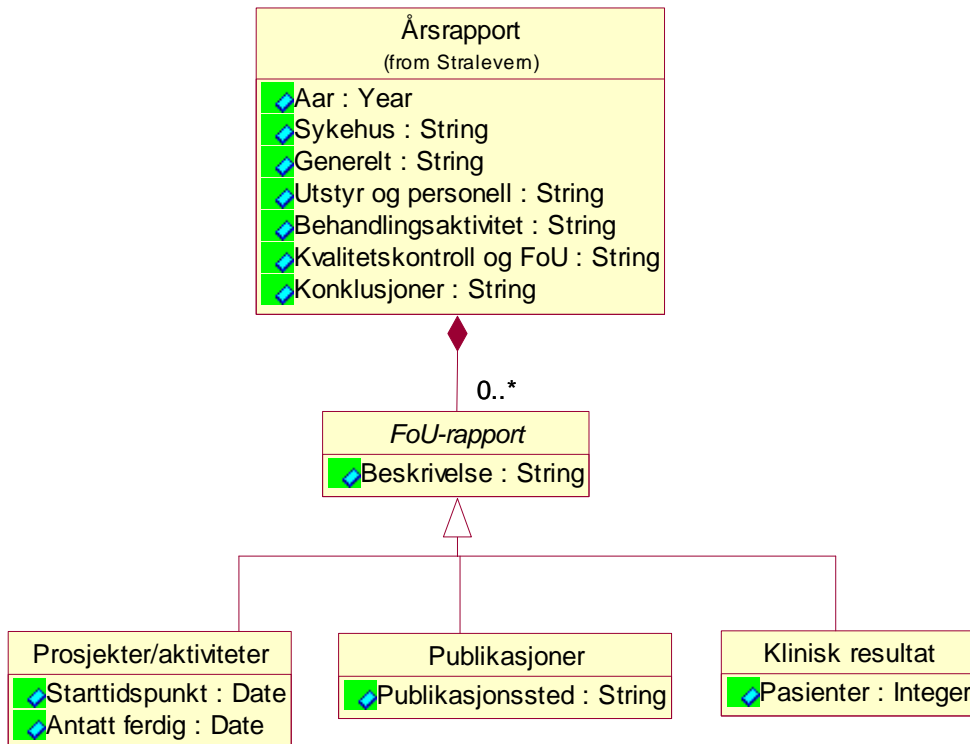 Årsrapport
(from Stralevern)
Aar : Year
Sykehus : String
Generelt : String
Utstyr og personell : String
Behandlingsaktivitet : String
Kvalitetskontroll og FoU : String
Konklusjoner : String
0..*
FoU-rapport
Beskrivelse : String
Prosjekter/aktiviteter
Starttidspunkt : Date
Antatt ferdig : Date
Publikasjoner
Publikasjonssted : String
Klinisk resultat
Pasienter : Integer